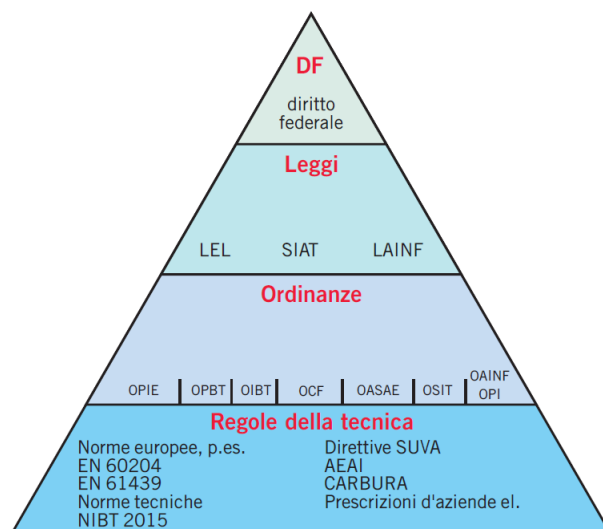 DF
diritto
federale
Leggi
LEL SIAT LAINF
Ordinanze
OPIE OPBT OIBT OCF OASAE OSIT OAINF
OPI
Regole della tecnica
Norme europee, p.es.
EN 60204
EN 61439
Norme tecniche
NIBT 2015
Direttive SUVA
AEAI
CARBURA
Prescrizioni d'aziende el.